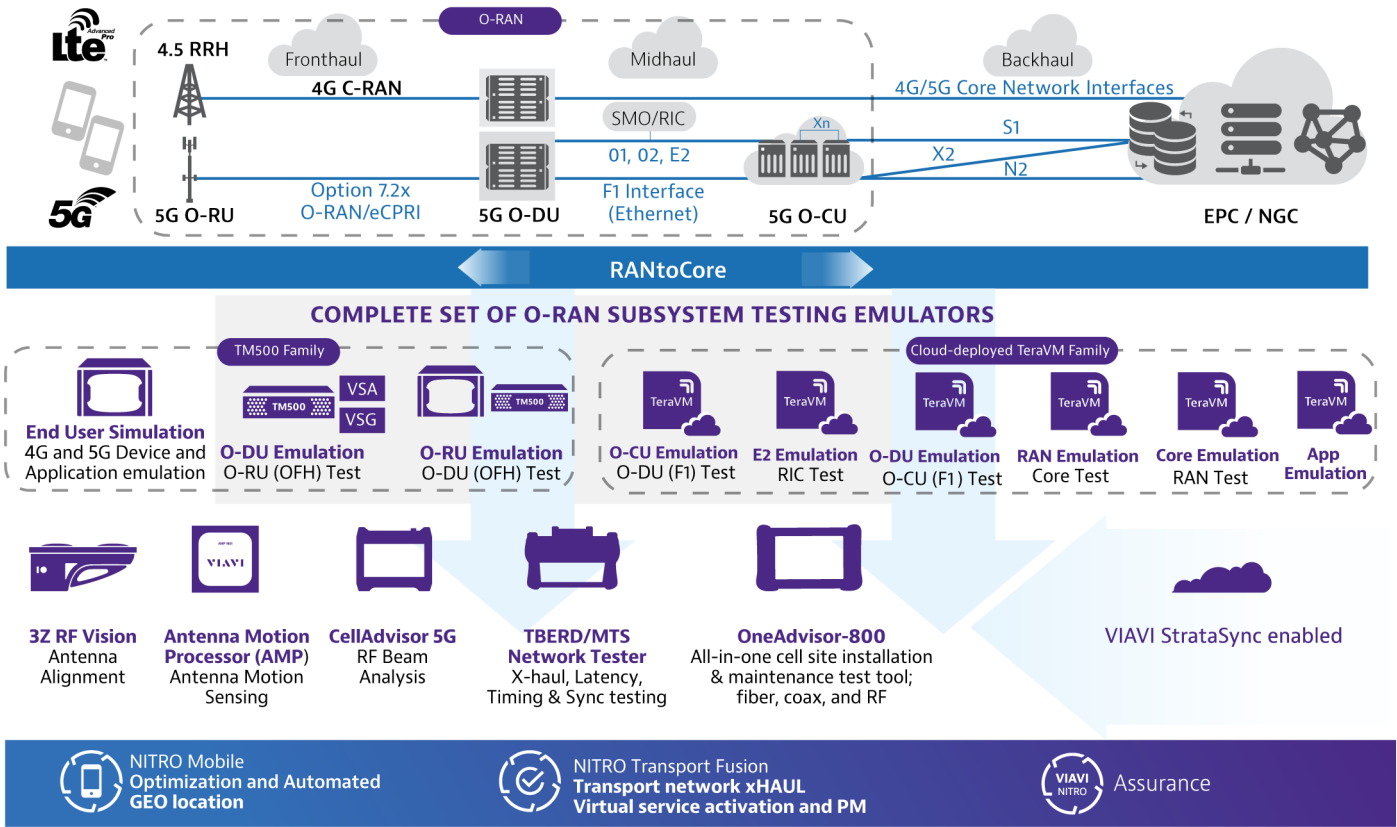 O-RAN
Lte
Advanced
Pro
4.5 RRH
Fronthaul
Midhaul
Backhaul
4G C-RAN
4G/5G Core Network Interfaces
SMO/RIC
Xn
S1
01, 02, E2
X2
N2
Option 7.2x
O-RAN/eCPRI
F1 Interface
(Ethernet)
5G
5G O-RU
5G O-DU
5G O-CU
EPC / NGC
RANtoCore
COMPLETE SET OF O-RAN SUBSYSTEM TESTING EMULATORS
TM500 Family
Cloud-deployed TeraVM Family
End User Simulation
4G and 5G Device and
Application emulation
TM500
VSA
VSG
O-DU Emulation
O-RU (OFH) Test
TM500
O-RU Emulation
O-DU (OFH) Test
TeraVM
O-CU Emulation
O-DU (F1) Test
TeraVM
E2 Emulation
RIC Test
TeraVM
O-DU Emulation
O-CU (F1) Test
TeraVM
RAN Emulation
Core Test
TeraVM
Core Emulation
RAN Test
TeraVM
App
Emulation
3Z RF Vision
Antenna
Alignment
VIAVI
Antenna Motion
Processor (AMP)
Antenna Motion
Sensing
CellAdvisor 5G
RF Beam
Analysis
TBERD/MTS
Network Tester
X-haul, Latency,
Timing & Sync testing
OneAdvisor-800
All-in-one cell site installation
& maintenance test tool;
fiber, coax, and RF
VIAVI StrataSync enabled
NITRO Mobile
Optimization and Automated
GEO location
NITRO Transport Fusion
Transport network xHAUL
Virtual service activation and PM
VIAVI
NITRO
Assurance